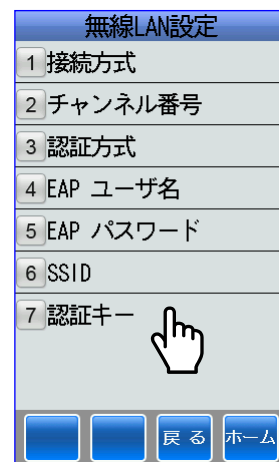 無線LAN設定
1 接続方式
2 チャンネル番号
3 認証方式
4 EAP ユーザ名
5 EAP パスワード
6 SSID
7 認証キー
戻る ホーム